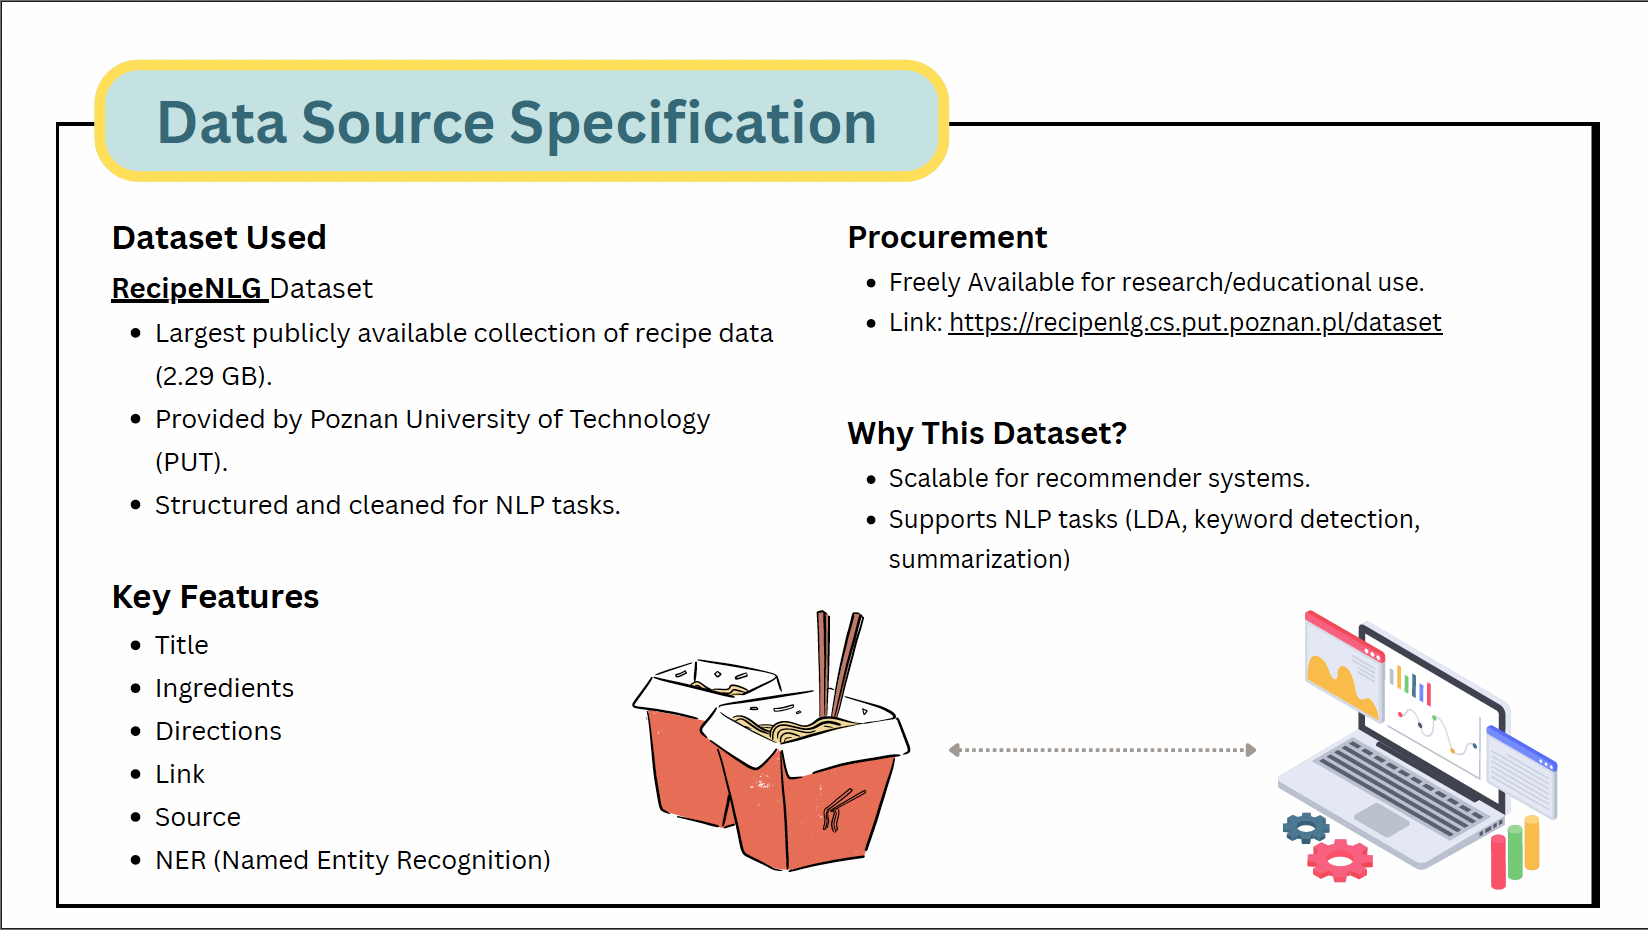 Data Source Specification
Dataset Used
RecipeNLG Dataset
• Largest publicly available collection of recipe data
(2.29 GB).
• Provided by Poznan University of Technology
(PUT).
• Structured and cleaned for NLP tasks.
Key Features
• Title
• Ingredients
• Directions
• Link
• Source
• NER (Named Entity Recognition)
Procurement
• Freely Available for research/educational use.
• Link: https://recipenlg.cs.put.poznan.pl/dataset
Why This Dataset?
• Scalable for recommender systems.
• Supports NLP tasks (LDA, keyword detection,
summarization)